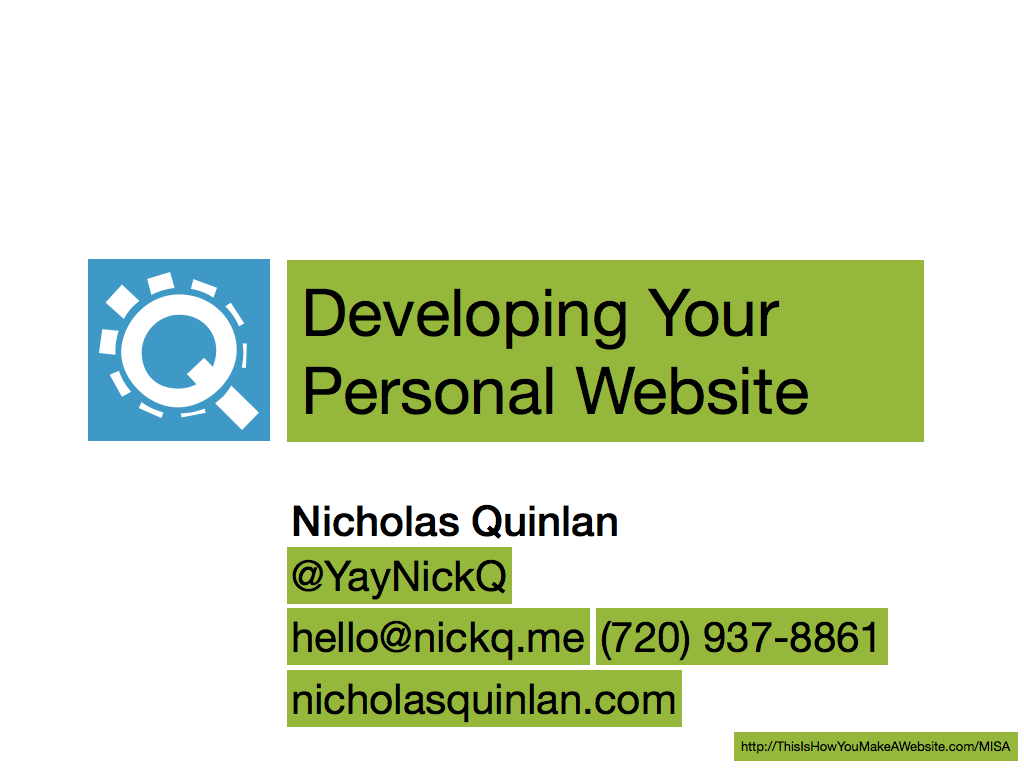 Developing Your
Personal Website
Nicholas Quinlan
@YayNickQ
hello@nickq.me (720) 937-8861
nicholasquinlan.com
http://ThisIsHowYouMakeAWebsite.com/MISA